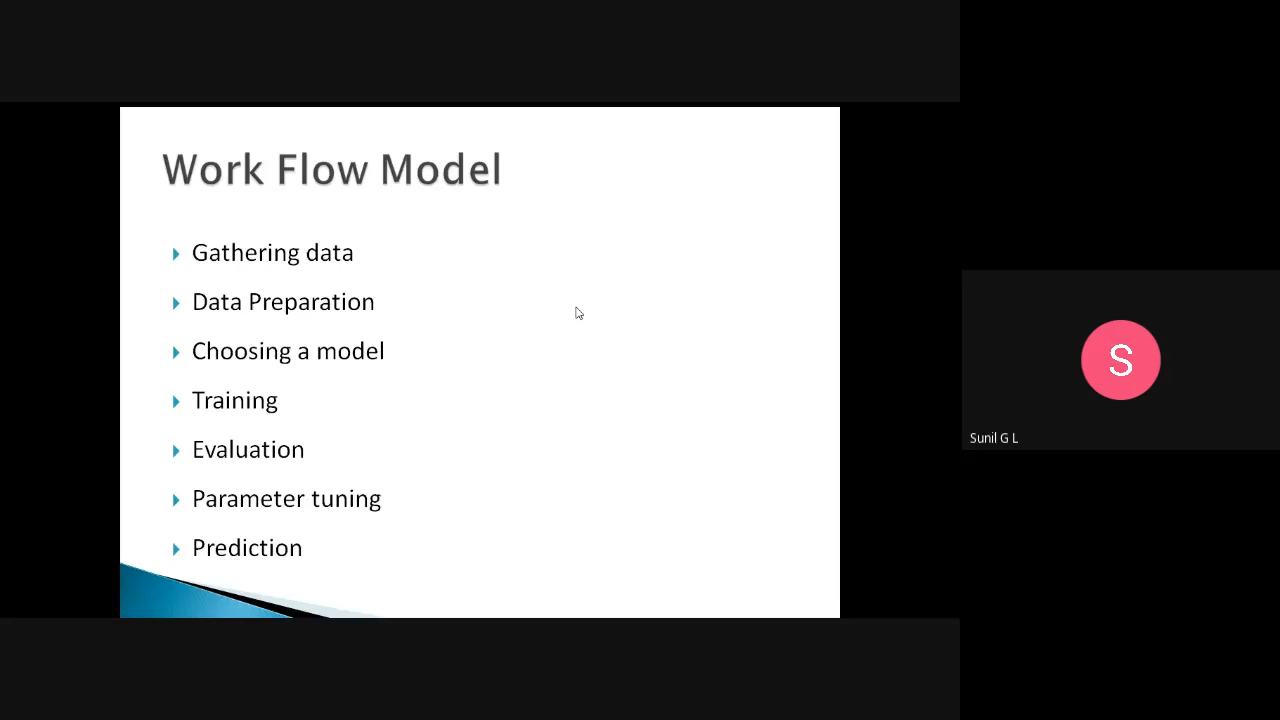 Work Flow Model
Gathering data
Data Preparation
Choosing a model
Training
Evaluation
Parameter tuning
Prediction
S
Sunil G L